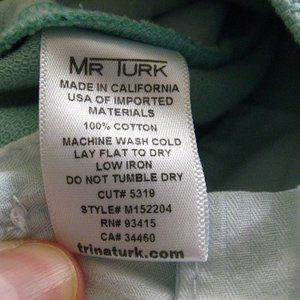 MR TURK
MADE IN CALIFORNIA
USA OF IMPORTED
MATERIALS
100% COTTON
MACHINE WASH COLD
LAY FLAT TO DRY
LOW IRON
DO NOT TUMBLE DRY
CUT# 5319
STYLE# M152204
RN# 93415
CA# 34460
trinaturk.com